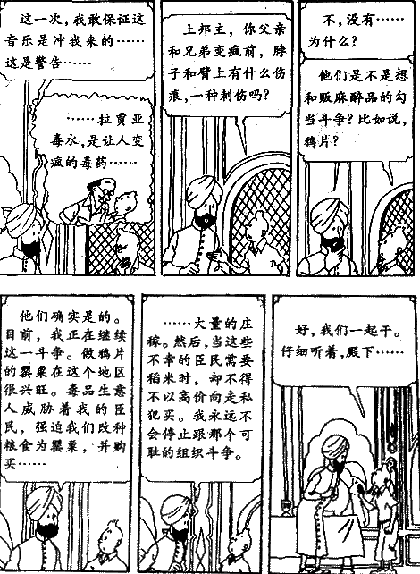 这一次，我敢保证这
音乐是冲我来的……
这是警告……
……拉贾亚
毒水，是让人变
疯的毒药……
上邦主，你父亲
和兄弟变疯前，脖
子和臂上有什么伤
痕，一种刺伤吗？
不，没有……
为什么？
他们是不是想
和贩麻醉品的勾
当斗争？比如说，
鸦片？
他们确实是的。
目前，我正在继续
这一斗争。做鸦片
的罂粟在这个地区
很兴旺。毒品生意
人威胁着我的臣
民，强迫我们改种
粮食为罂粟，并购
买……
……大量的庄
稼。然后，当这些
不幸的臣民需要
稻米时，却不得
不以高价向走私
犯买。我永远不
会停止跟那个可
耻的组织斗争。
好，我们一起干。
仔细听着，殿下……